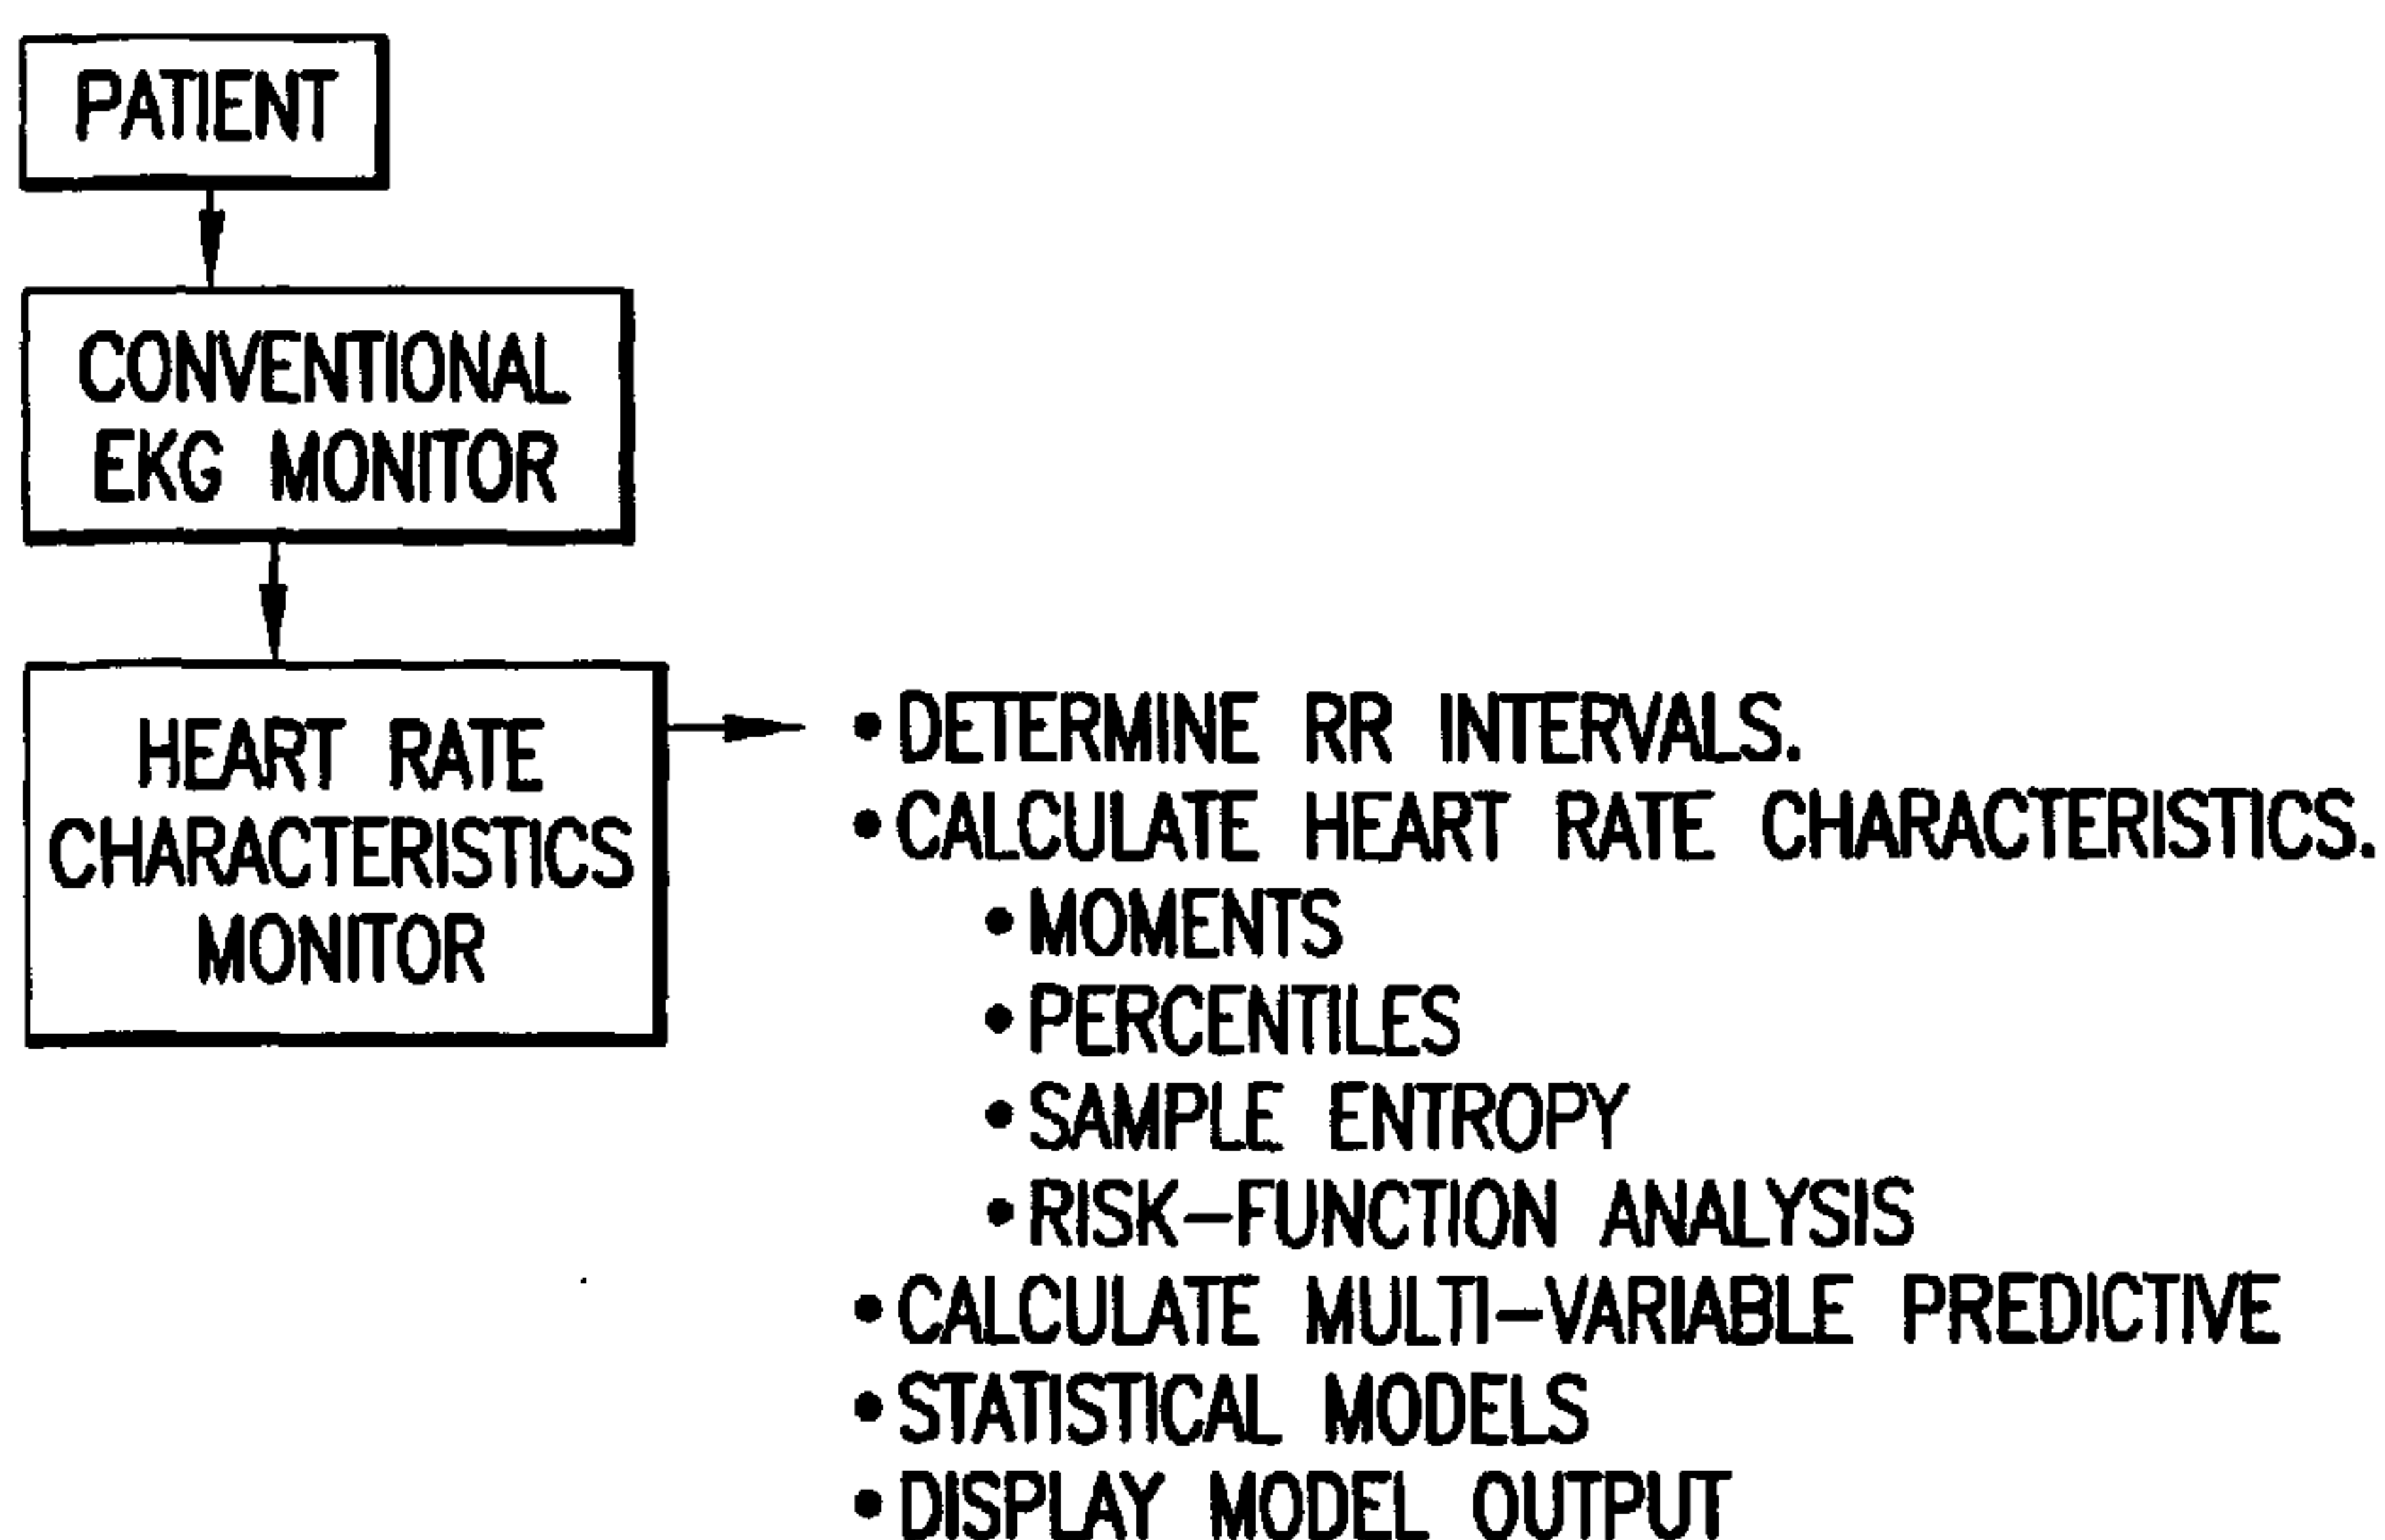 PATIENT
CONVENTIONAL
EKG MONITOR
HEART RATE
CHARACTERISTICS
MONITOR
•DETERMINE RR INTERVALS.
•CALCULATE HEART RATE CHARACTERISTICS.
•MOMENTS
•PERCENTILES
•SAMPLE ENTROPY
•RISK–FUNCTION ANALYSIS
•CALCULATE MULTI–VARIABLE PREDICTIVE
•STATISTICAL MODELS
•DISPLAY MODEL OUTPUT